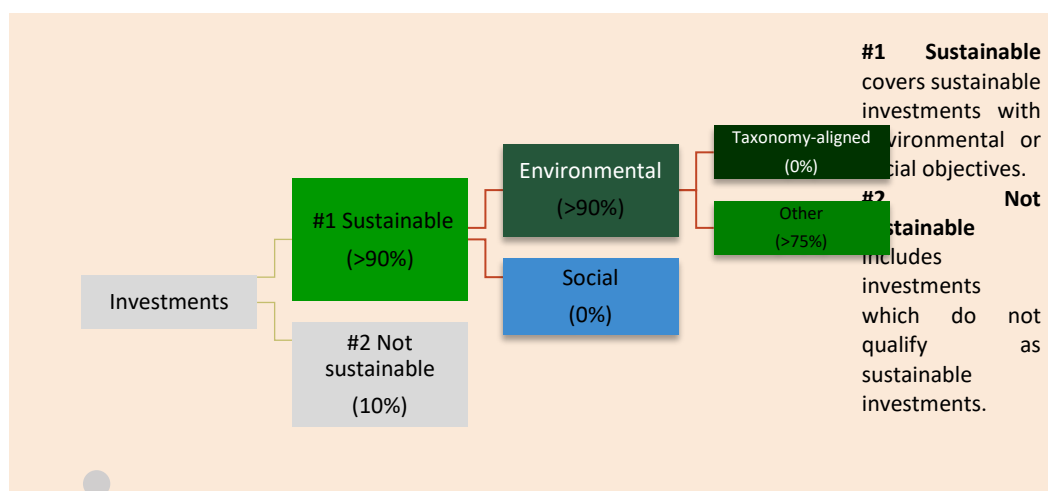 Investments
#1 Sustainable
(>90%)
#2 Not
sustainable
(10%)
Environmental
(>90%)
Social
(0%)
Taxonomy-aligned
(0%)
Other
(>75%)
#1 Sustainable
covers sustainable
investments with
or
objectives.
#2 Not
includes
investments
which do not
qualify as
sustainable
investments.